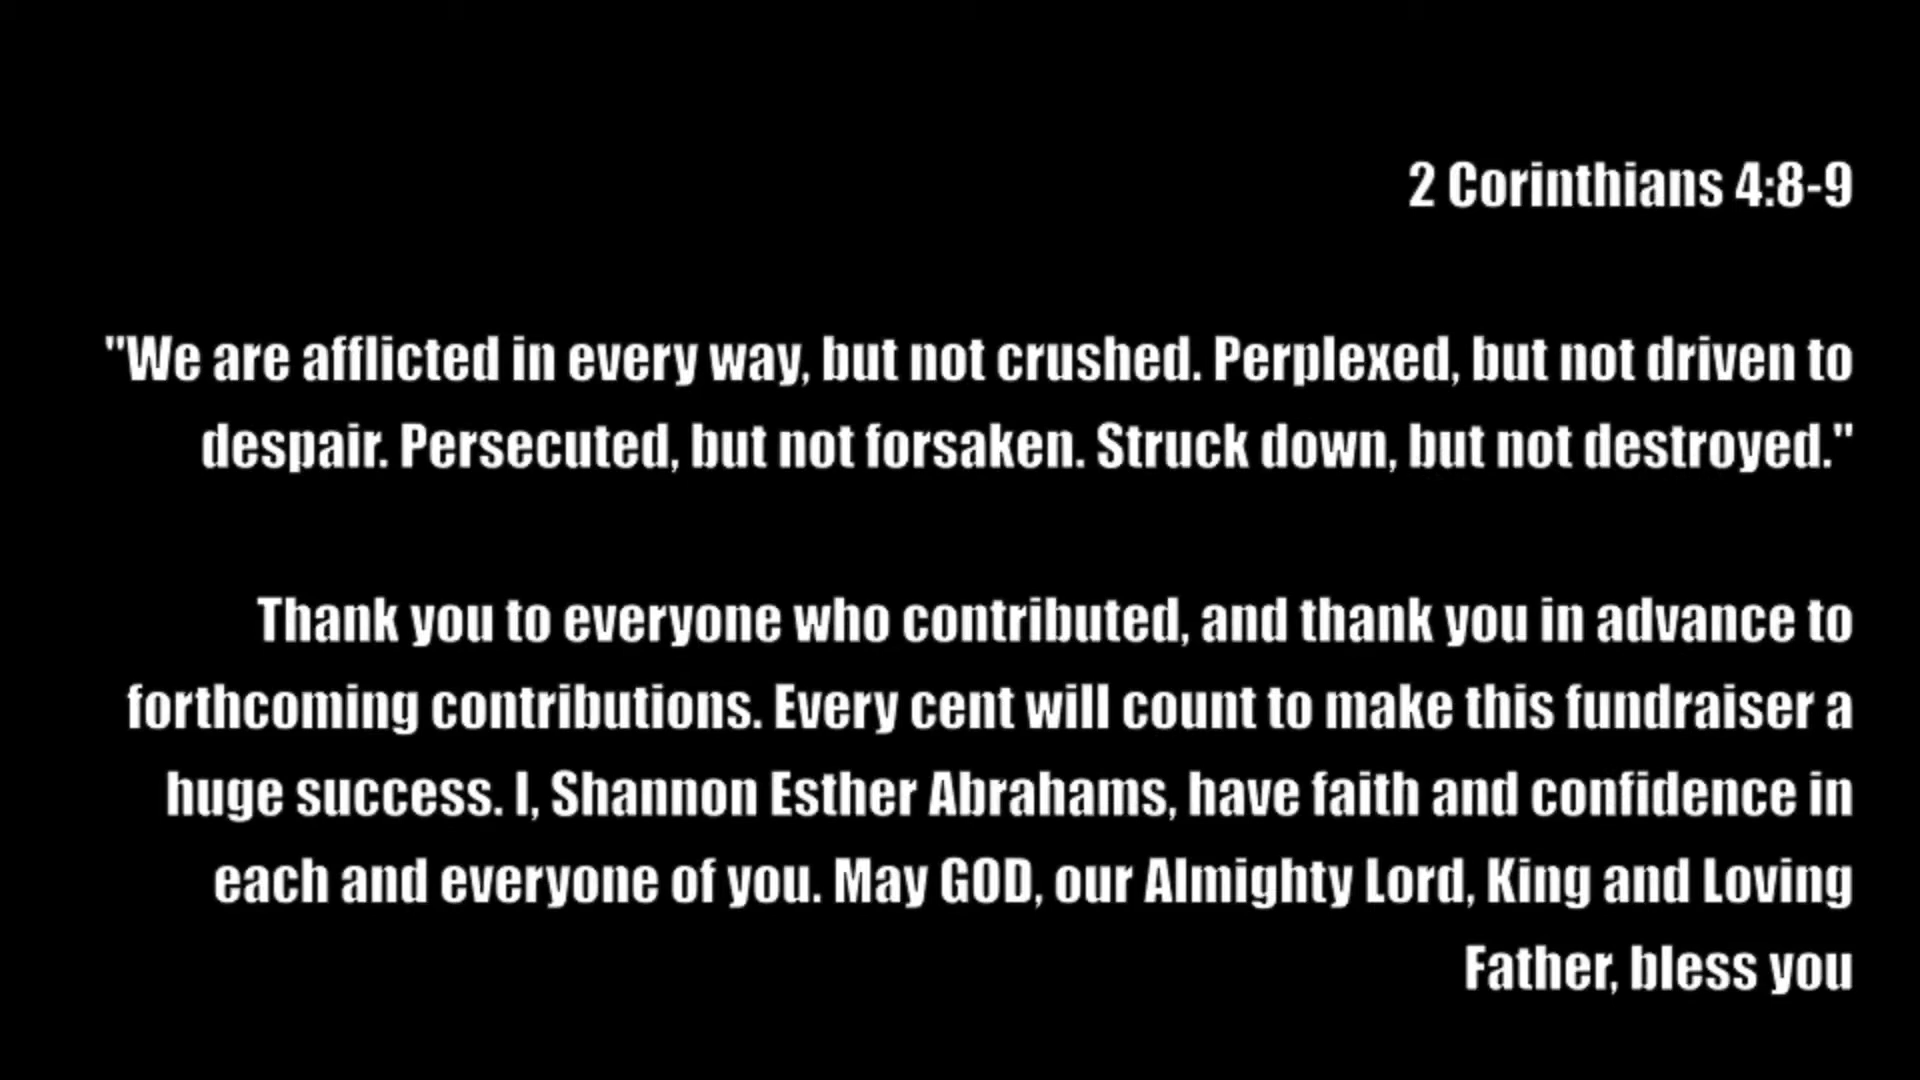 2 Corinthians 4:8-9
"We are afflicted in every way, but not crushed. Perplexed, but not driven to
despair. Persecuted, but not forsaken. Struck down, but not destroyed."
Thank you to everyone who contributed, and thank you in advance to
forthcoming contributions. Every cent will count to make this fundraiser a
huge success. I, Shannon Esther Abrahams, have faith and confidence in
each and everyone of you. May GOD, our Almighty Lord, King and Loving
Father, bless you